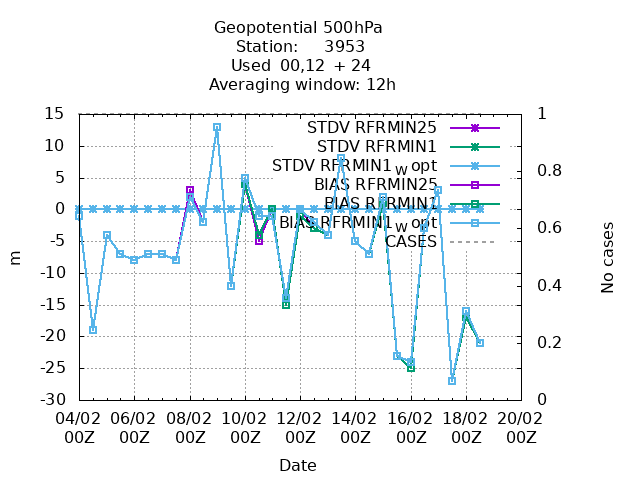 Geopotential 500hPa
Station: 3953
Used 00,12 + 24
Averaging window: 12h
15 1
10
5 0.8
0
-5 0.6
-10
-15 0.4
-20
-25 0.2
-30 0
STDV RFRMIN25
STDV RFRMIN1
STDV RFRMIN1 w opt
BIAS RFRMIN25
BIAS RFRMIN1
BIAS RFRMIN1 w opt
CASES
m
No cases
04/02 06/02 08/02 10/02 12/02 14/02 16/02 18/02 20/02
00Z 00Z 00Z 00Z 00Z 00Z 00Z 00Z 00Z
Date